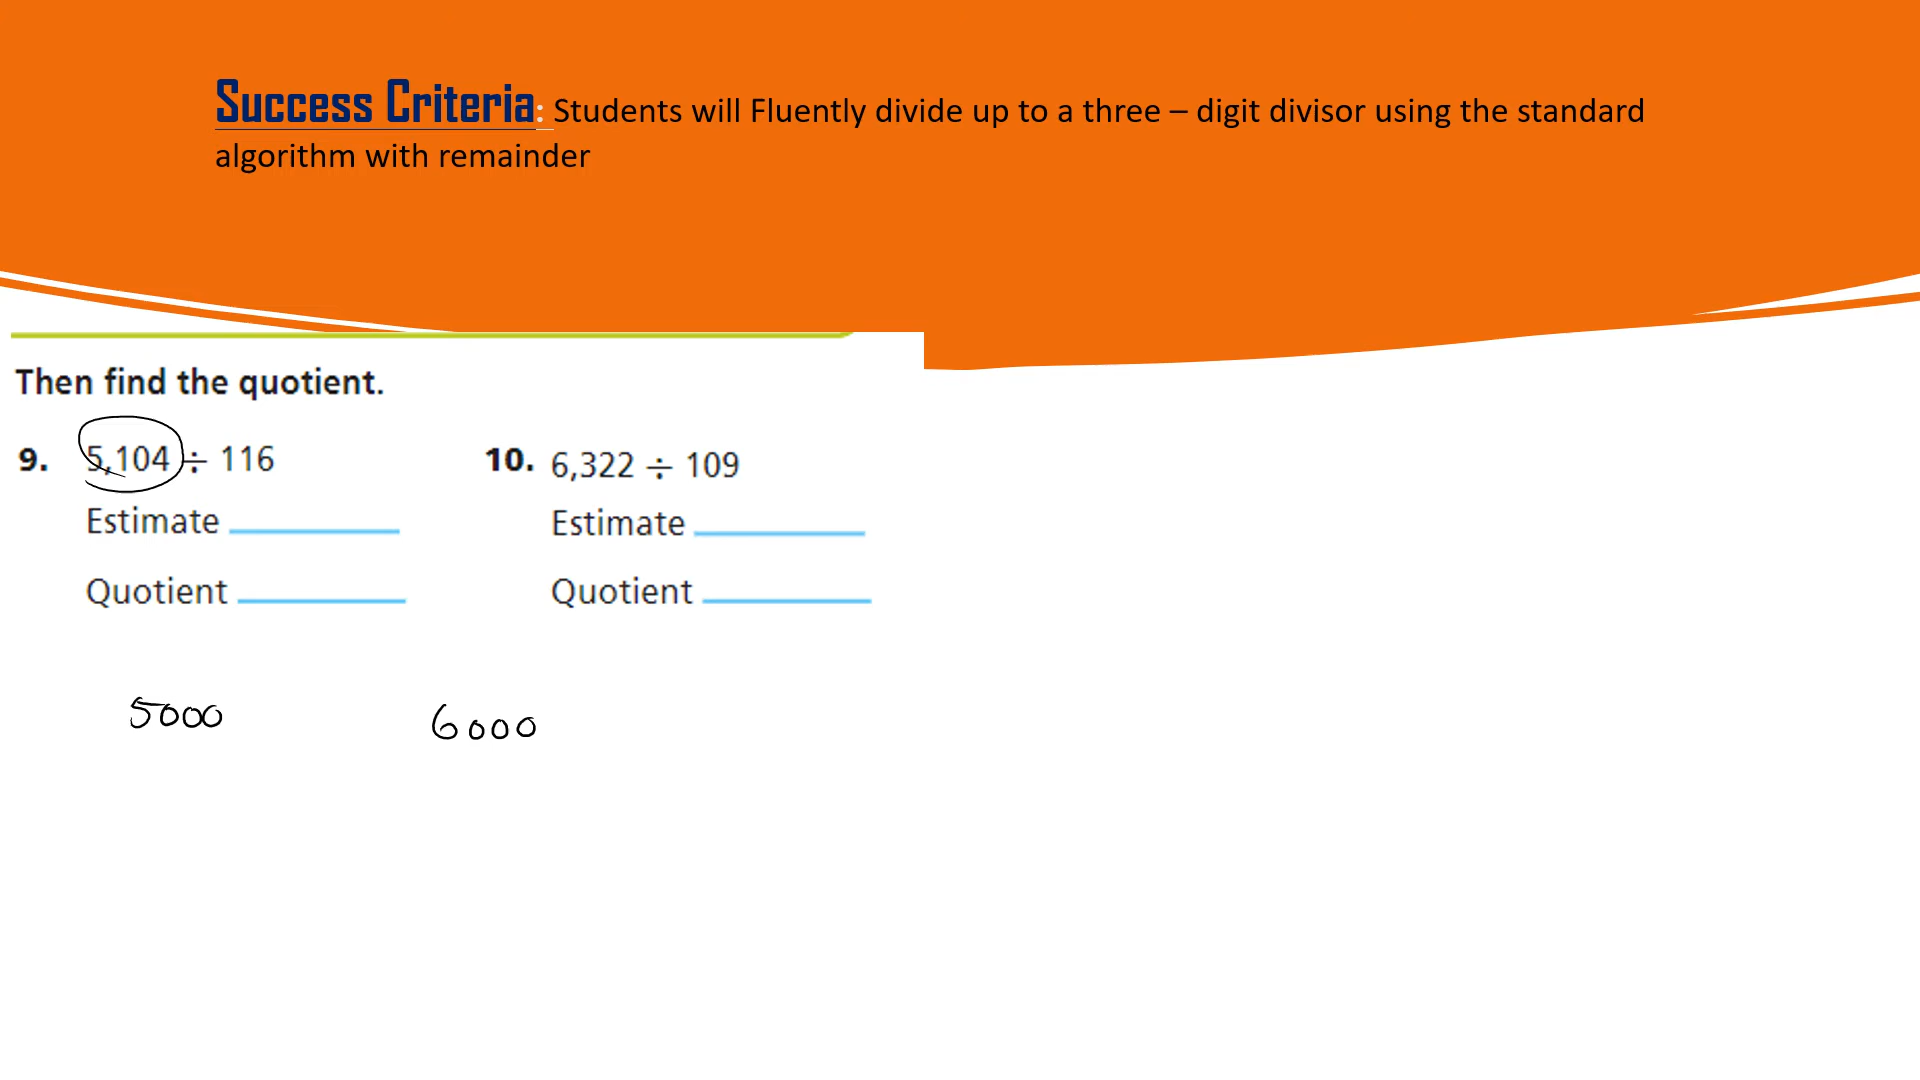 Success Criteria: Students will Fluently divide up to a three – digit divisor using the standard
algorithm with remainder
Then find the quotient.
9. 5,104 ÷ 116
Estimate
Quotient
10. 6,322 ÷ 109
Estimate
Quotient
5000
6000